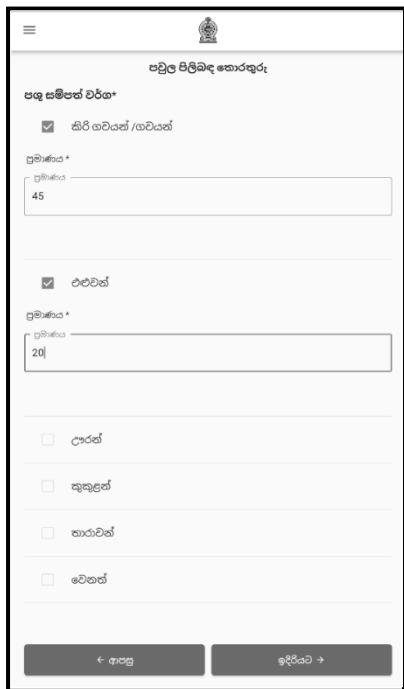 පවුල පිලිබඳ තොරතුරු
පශු සම්පත් වර්ග*
කිරි ගවයන් /ගවයන්
ප්‍රමාණය *
ප්‍රමාණය
45
එළුවන්
ප්‍රමාණය *
ප්‍රමාණය
20
ඌරන්
කුකුළන්
තාරාවන්
වෙනත්
← ආපසු
ඉදිරියට →